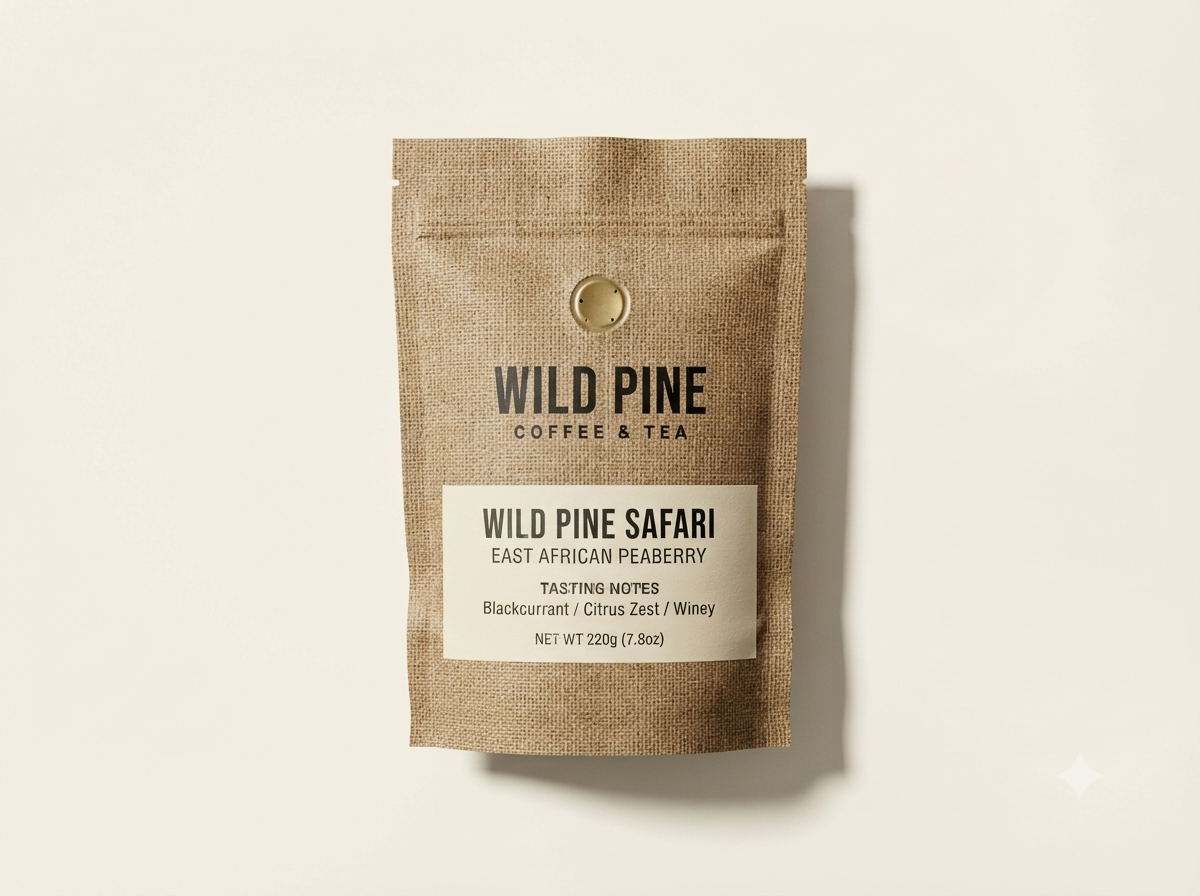 WILD PINE
COFFEE & TEA
WILD PINE SAFARI
EAST AFRICAN PEABERRY
TASTING NOTES
Blackcurrant / Citrus Zest / Winey
NET WT 220g (7.8oz)